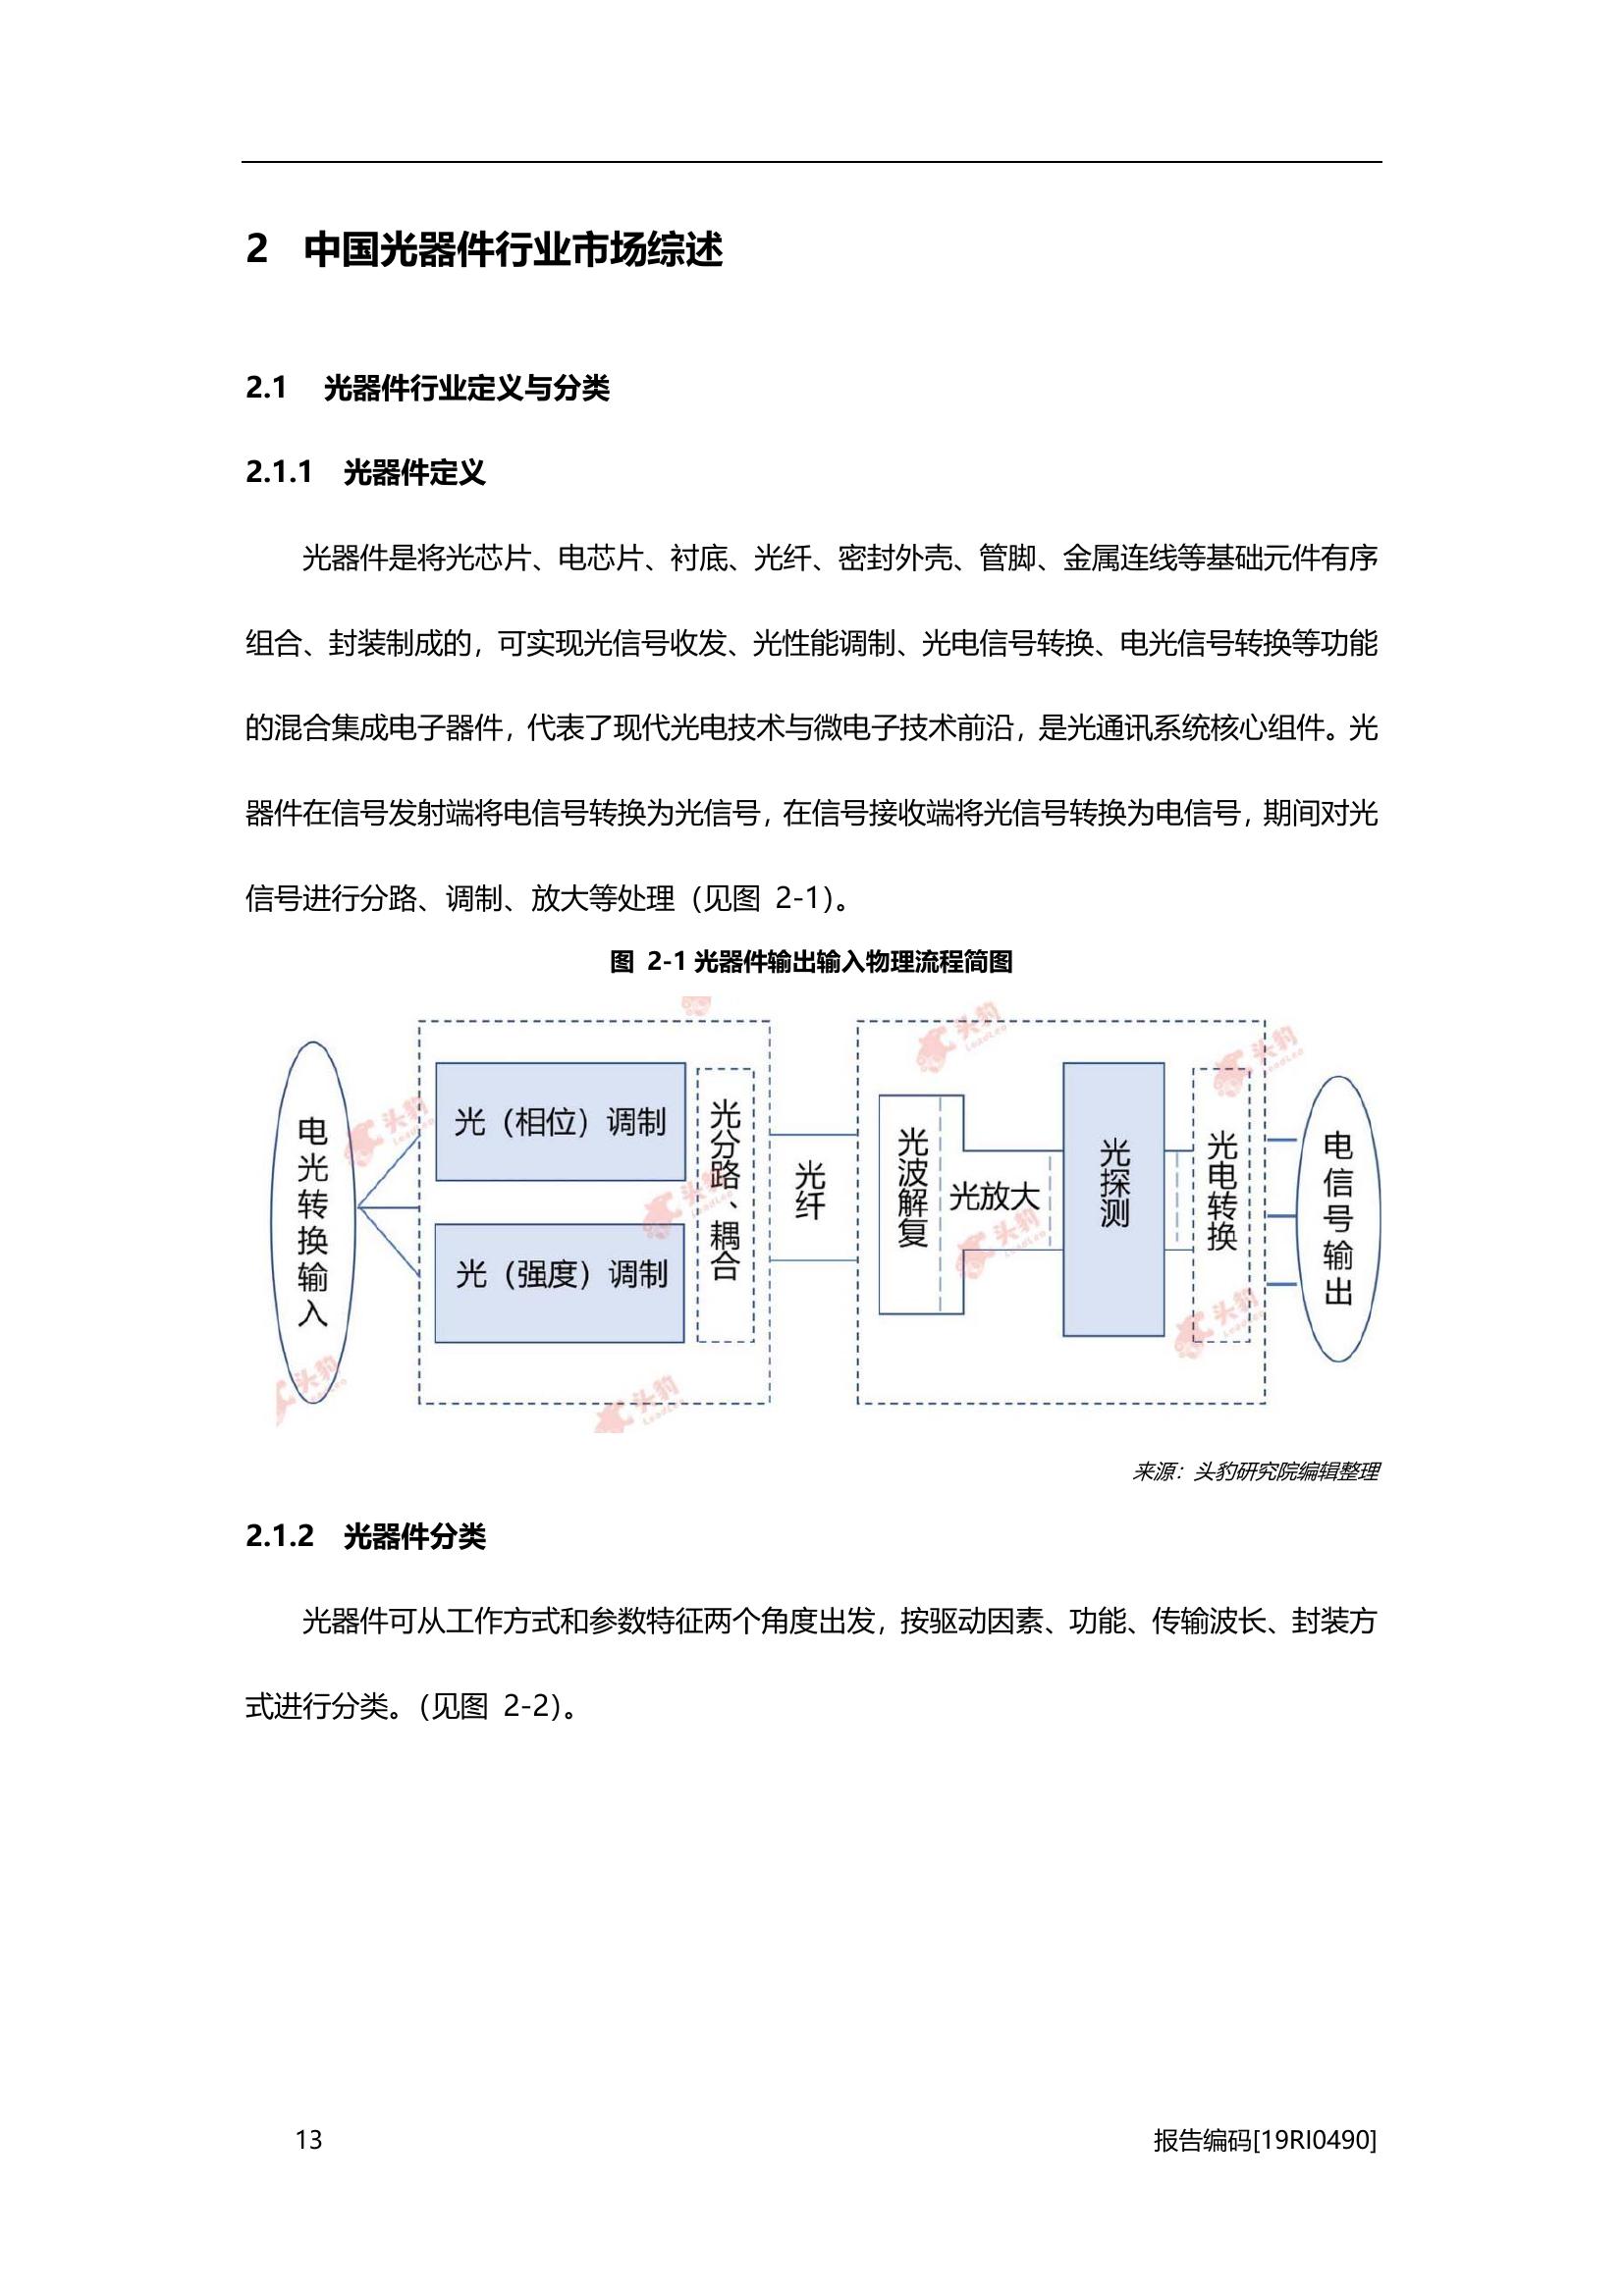 2 中国光器件行业市场综述
2.1 光器件行业定义与分类
2.1.1 光器件定义
光器件是将光芯片、电芯片、衬底、光纤、密封外壳、管脚、金属连线等基础元件有序
组合、封装制成的，可实现光信号收发、光性能调制、光电信号转换、电光信号转换等功能
的混合集成电子器件，代表了现代光电技术与微电子技术前沿，是光通讯系统核心组件。光
器件在信号发射端将电信号转换为光信号，在信号接收端将光信号转换为电信号，期间对光
信号进行分路、调制、放大等处理（见图 2-1）。
图 2-1 光器件输出输入物理流程简图
电光转换输入
光（相位）调制
光（强度）调制
光分路、耦合
光纤
光波解复
光放大
光探测
光电转换
电信号输出
头豹
LeadLeo
头豹
LeadLeo
头豹
LeadLeo
头豹
LeadLeo
头豹
LeadLeo
头豹
LeadLeo
头豹
LeadLeo
头豹
LeadLeo
来源：头豹研究院编辑整理
2.1.2 光器件分类
光器件可从工作方式和参数特征两个角度出发，按驱动因素、功能、传输波长、封装方
式进行分类。（见图 2-2）。
13
报告编码[19RI0490]